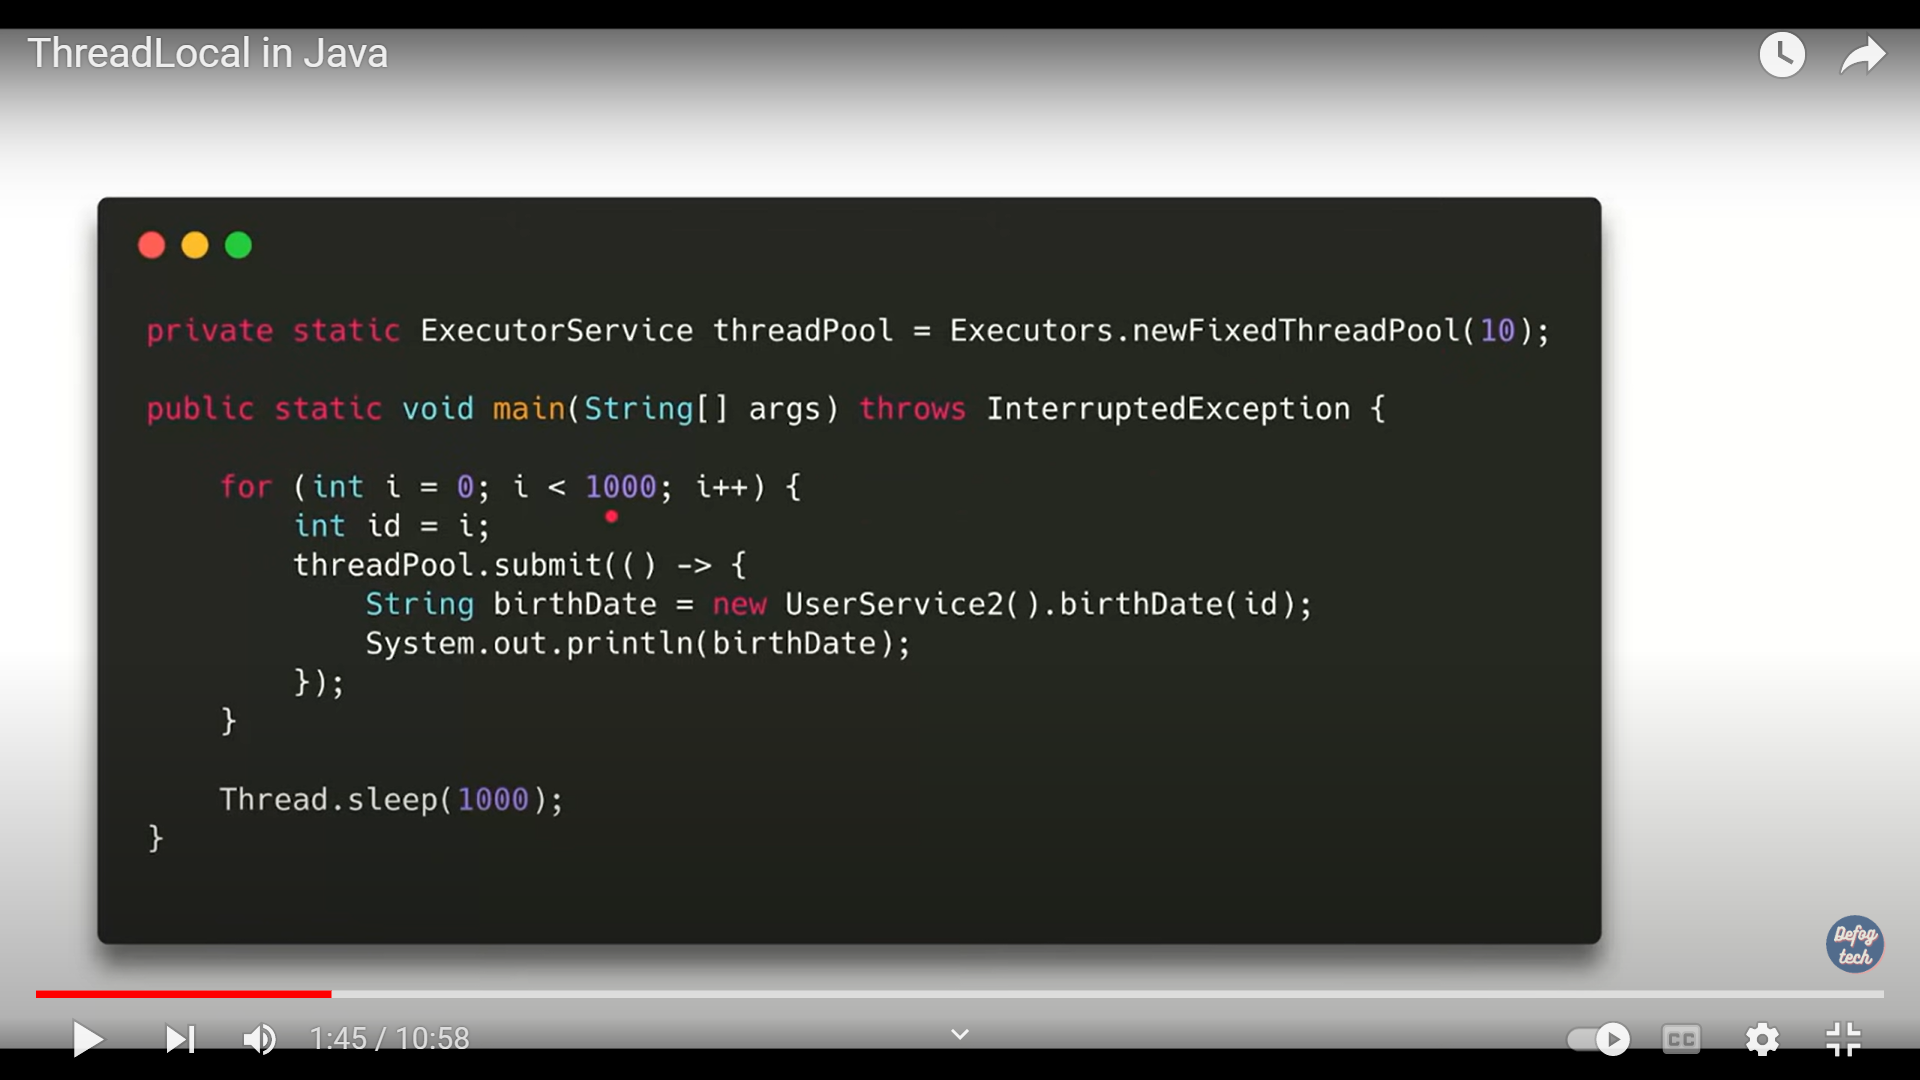 ThreadLocal in Java
private static ExecutorService threadPool = Executors.newFixedThreadPool(10);
public static void main(String[] args) throws InterruptedException {
for (int i = 0; i < 1000; i++) {
int id = i;
threadPool.submit(() -> {
String birthDate = new UserService2().birthDate(id);
System.out.println(birthDate);
});
}
Thread.sleep(1000);
}
Defog
tech
1:45 / 10:58
CC